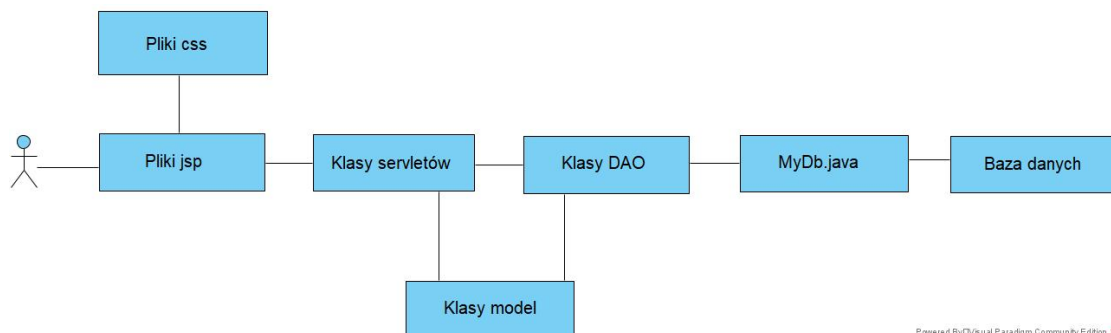 Pliki css
Pliki jsp
Klasy servletów
Klasy DAO
MyDb.java
Baza danych
Klasy model
Powered By Visual Paradigm Community Edition